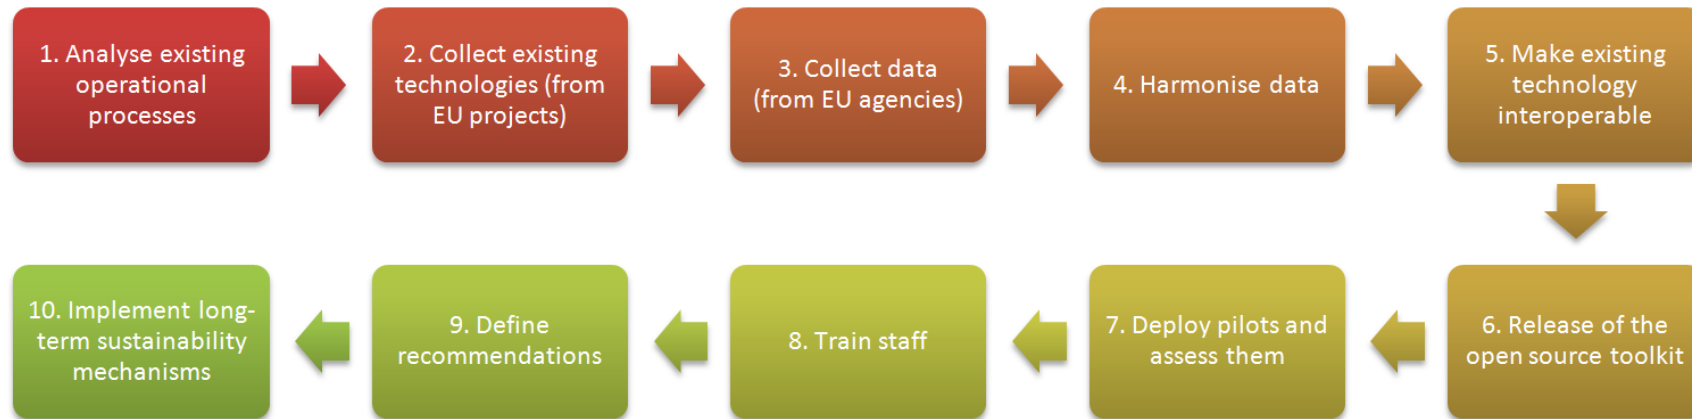 1. Analyse existing
operational
processes
2. Collect existing
technologies (from
EU projects)
3. Collect data
(from EU agencies)
4. Harmonise data
5. Make existing
technology
interoperable
6. Release of the
open source toolkit
7. Deploy pilots and
assess them
8. Train staff
9. Define
recommendations
10. Implement long-
term sustainability
mechanisms